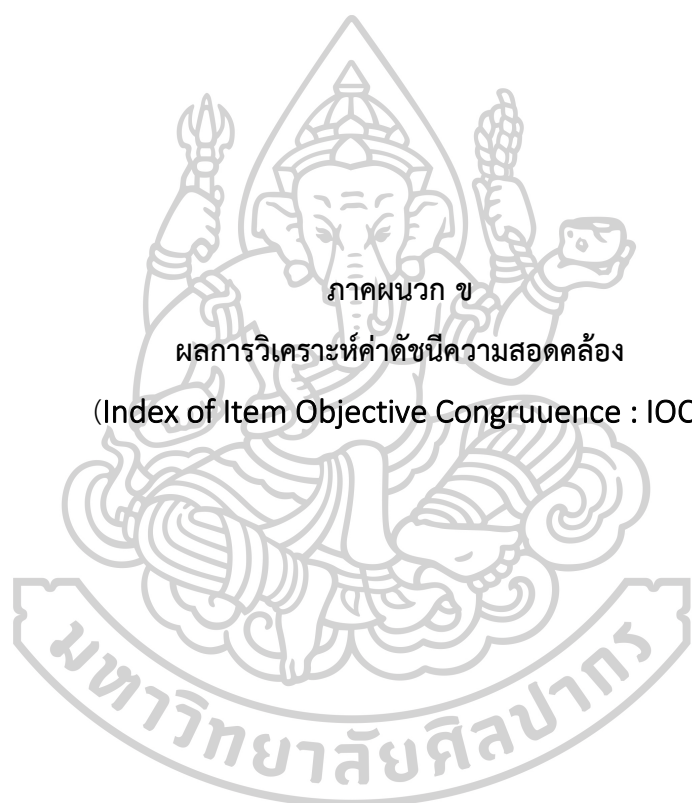 ภาคผนวก ข
ผลการวิเคราะห์ค่าดัชนีความสอดคล้อง
(Index of Item Objective Congruuence : IOC
มหาวิทยาลัยศิลปากร